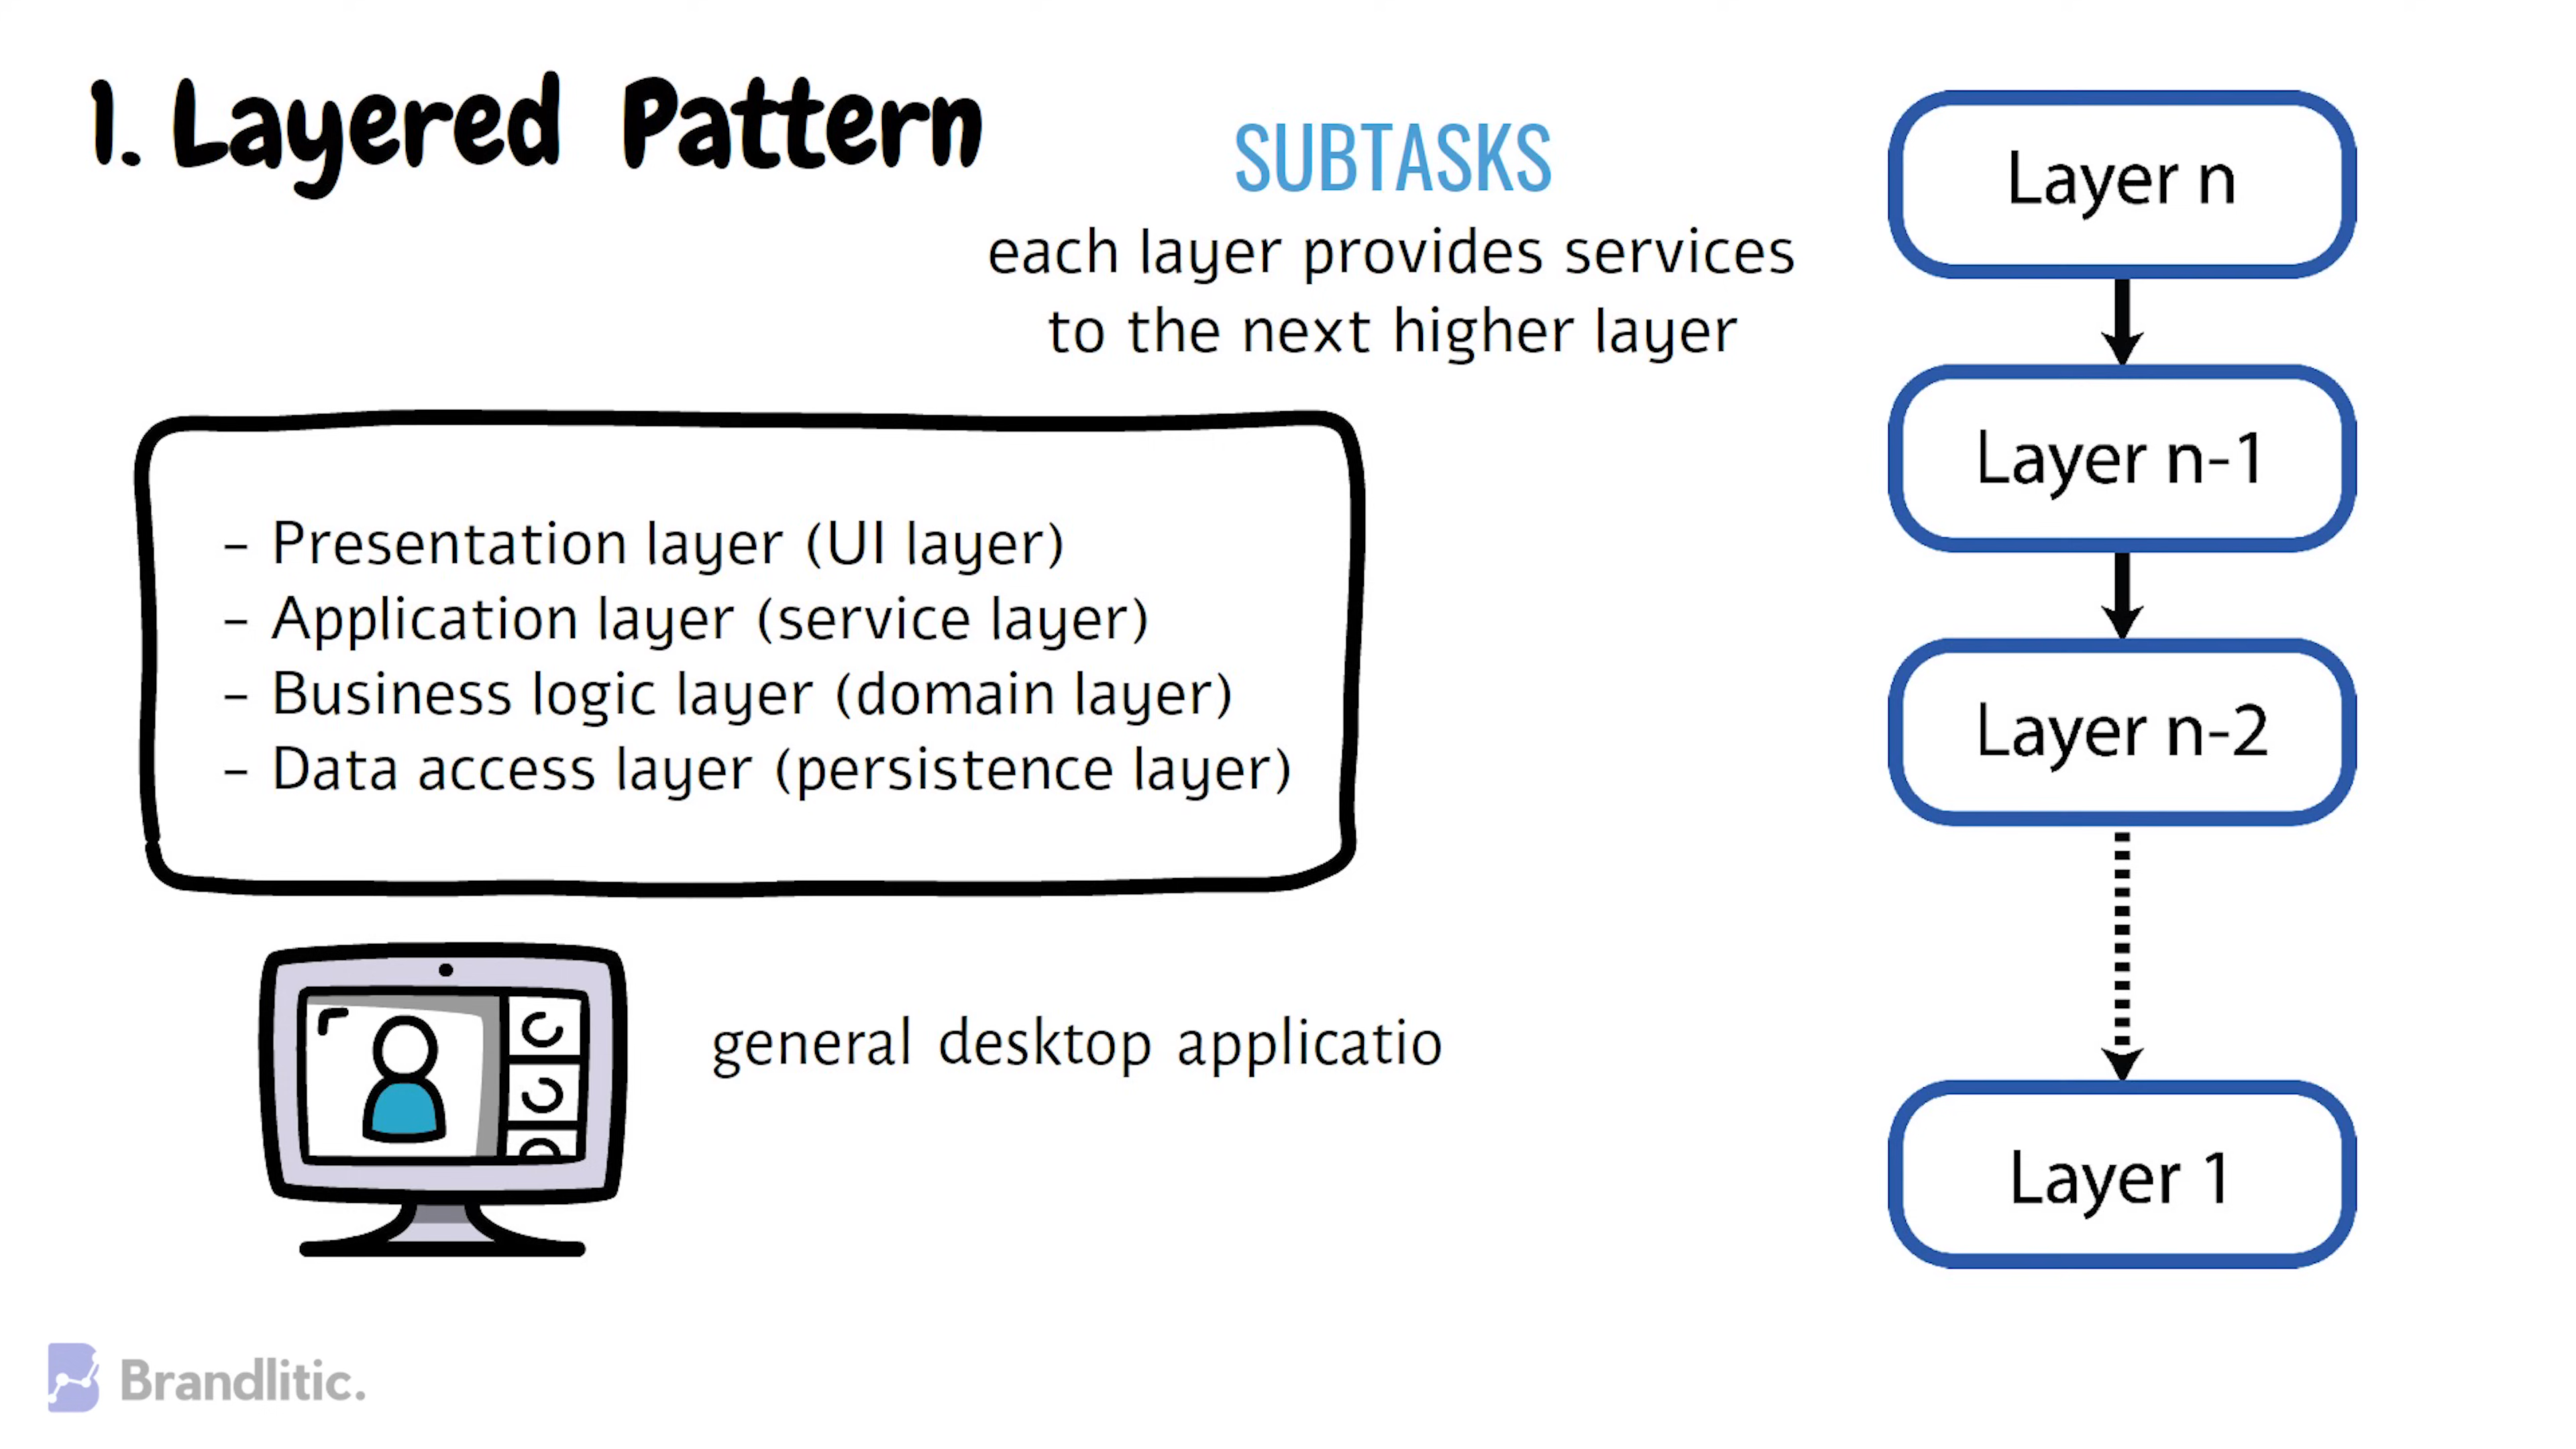 1. Layered Pattern
SUBTASKS
each layer provides services
to the next higher layer
– Presentation layer (UI layer)
– Application layer (service layer)
– Business logic layer (domain layer)
– Data access layer (persistence layer)
general desktop applicatio
Layer n
Layer n-1
Layer n-2
Layer 1
Brandlitic.